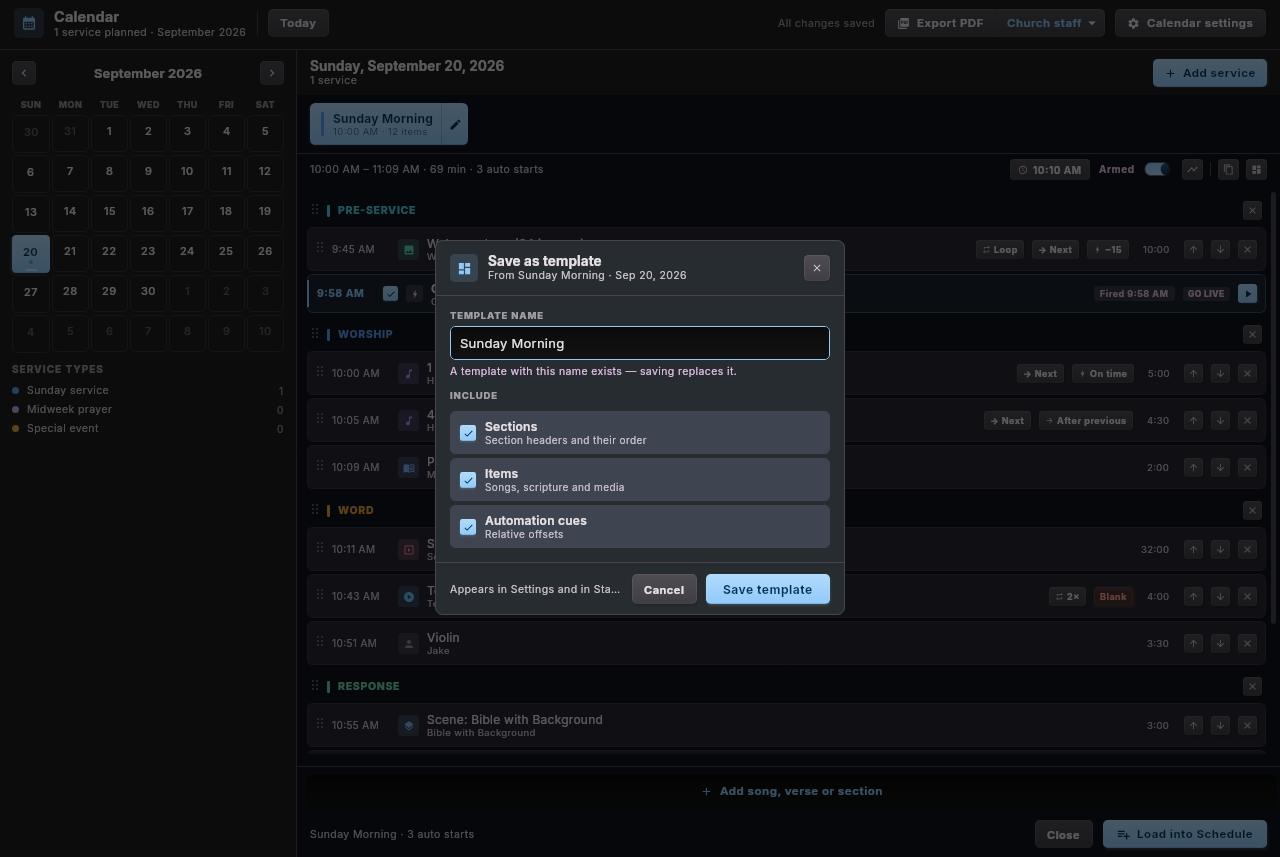 Calendar
1 service planned · September 2026
Today
All changes saved
Export PDF
Church staff
Calendar settings
September 2026
SUN MON TUE WED THU FRI SAT
30 31 1 2 3 4 5
6 7 8 9 10 11 12
13 14 15 16 17 18 19
20 21 22 23 24 25 26
27 28 29 30 1 2 3
4 5 6 7 8 9 10
SERVICE TYPES
Sunday service 1
Midweek prayer 0
Special event 0
Sunday, September 20, 2026
1 service
+ Add service
Sunday Morning
10:00 AM · 12 items
10:00 AM – 11:09 AM · 69 min · 3 auto starts
10:10 AM
Armed
PRE-SERVICE
9:45 AM
Loop
Next
−15
10:00
9:58 AM
Fired 9:58 AM
GO LIVE
WORSHIP
10:00 AM
Next
On time
5:00
10:05 AM
Next
After previous
4:30
10:09 AM
2:00
WORD
10:11 AM
32:00
10:43 AM
2×
Blank
4:00
10:51 AM
Violin
Jake
3:30
RESPONSE
10:55 AM
Scene: Bible with Background
Bible with Background
3:00
+ Add song, verse or section
Sunday Morning · 3 auto starts
Close
Load into Schedule
Save as template
From Sunday Morning · Sep 20, 2026
TEMPLATE NAME
Sunday Morning
A template with this name exists — saving replaces it.
INCLUDE
Sections
Section headers and their order
Items
Songs, scripture and media
Automation cues
Relative offsets
Appears in Settings and in Sta...
Cancel
Save template